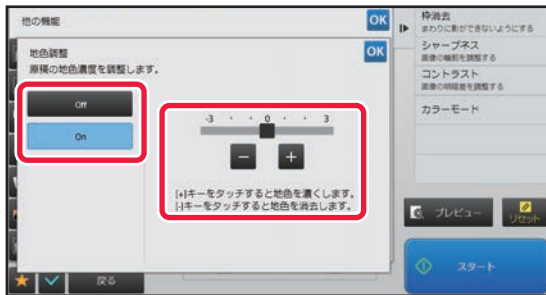 他の機能
OK
地色調整
OK
原稿の地色濃度を調整します。
Off
On
-3 ・ ・ 0 ・ ・ 3
[+]キーをタッチすると地色を濃くします。
[-]キーをタッチすると地色を消去します。
枠消去
まわりに影ができないようにする
シャープネス
画像の輪郭を調整する
コントラスト
画像の明暗差を調整する
カラーモード
プレビュー
リセット
スタート
戻る